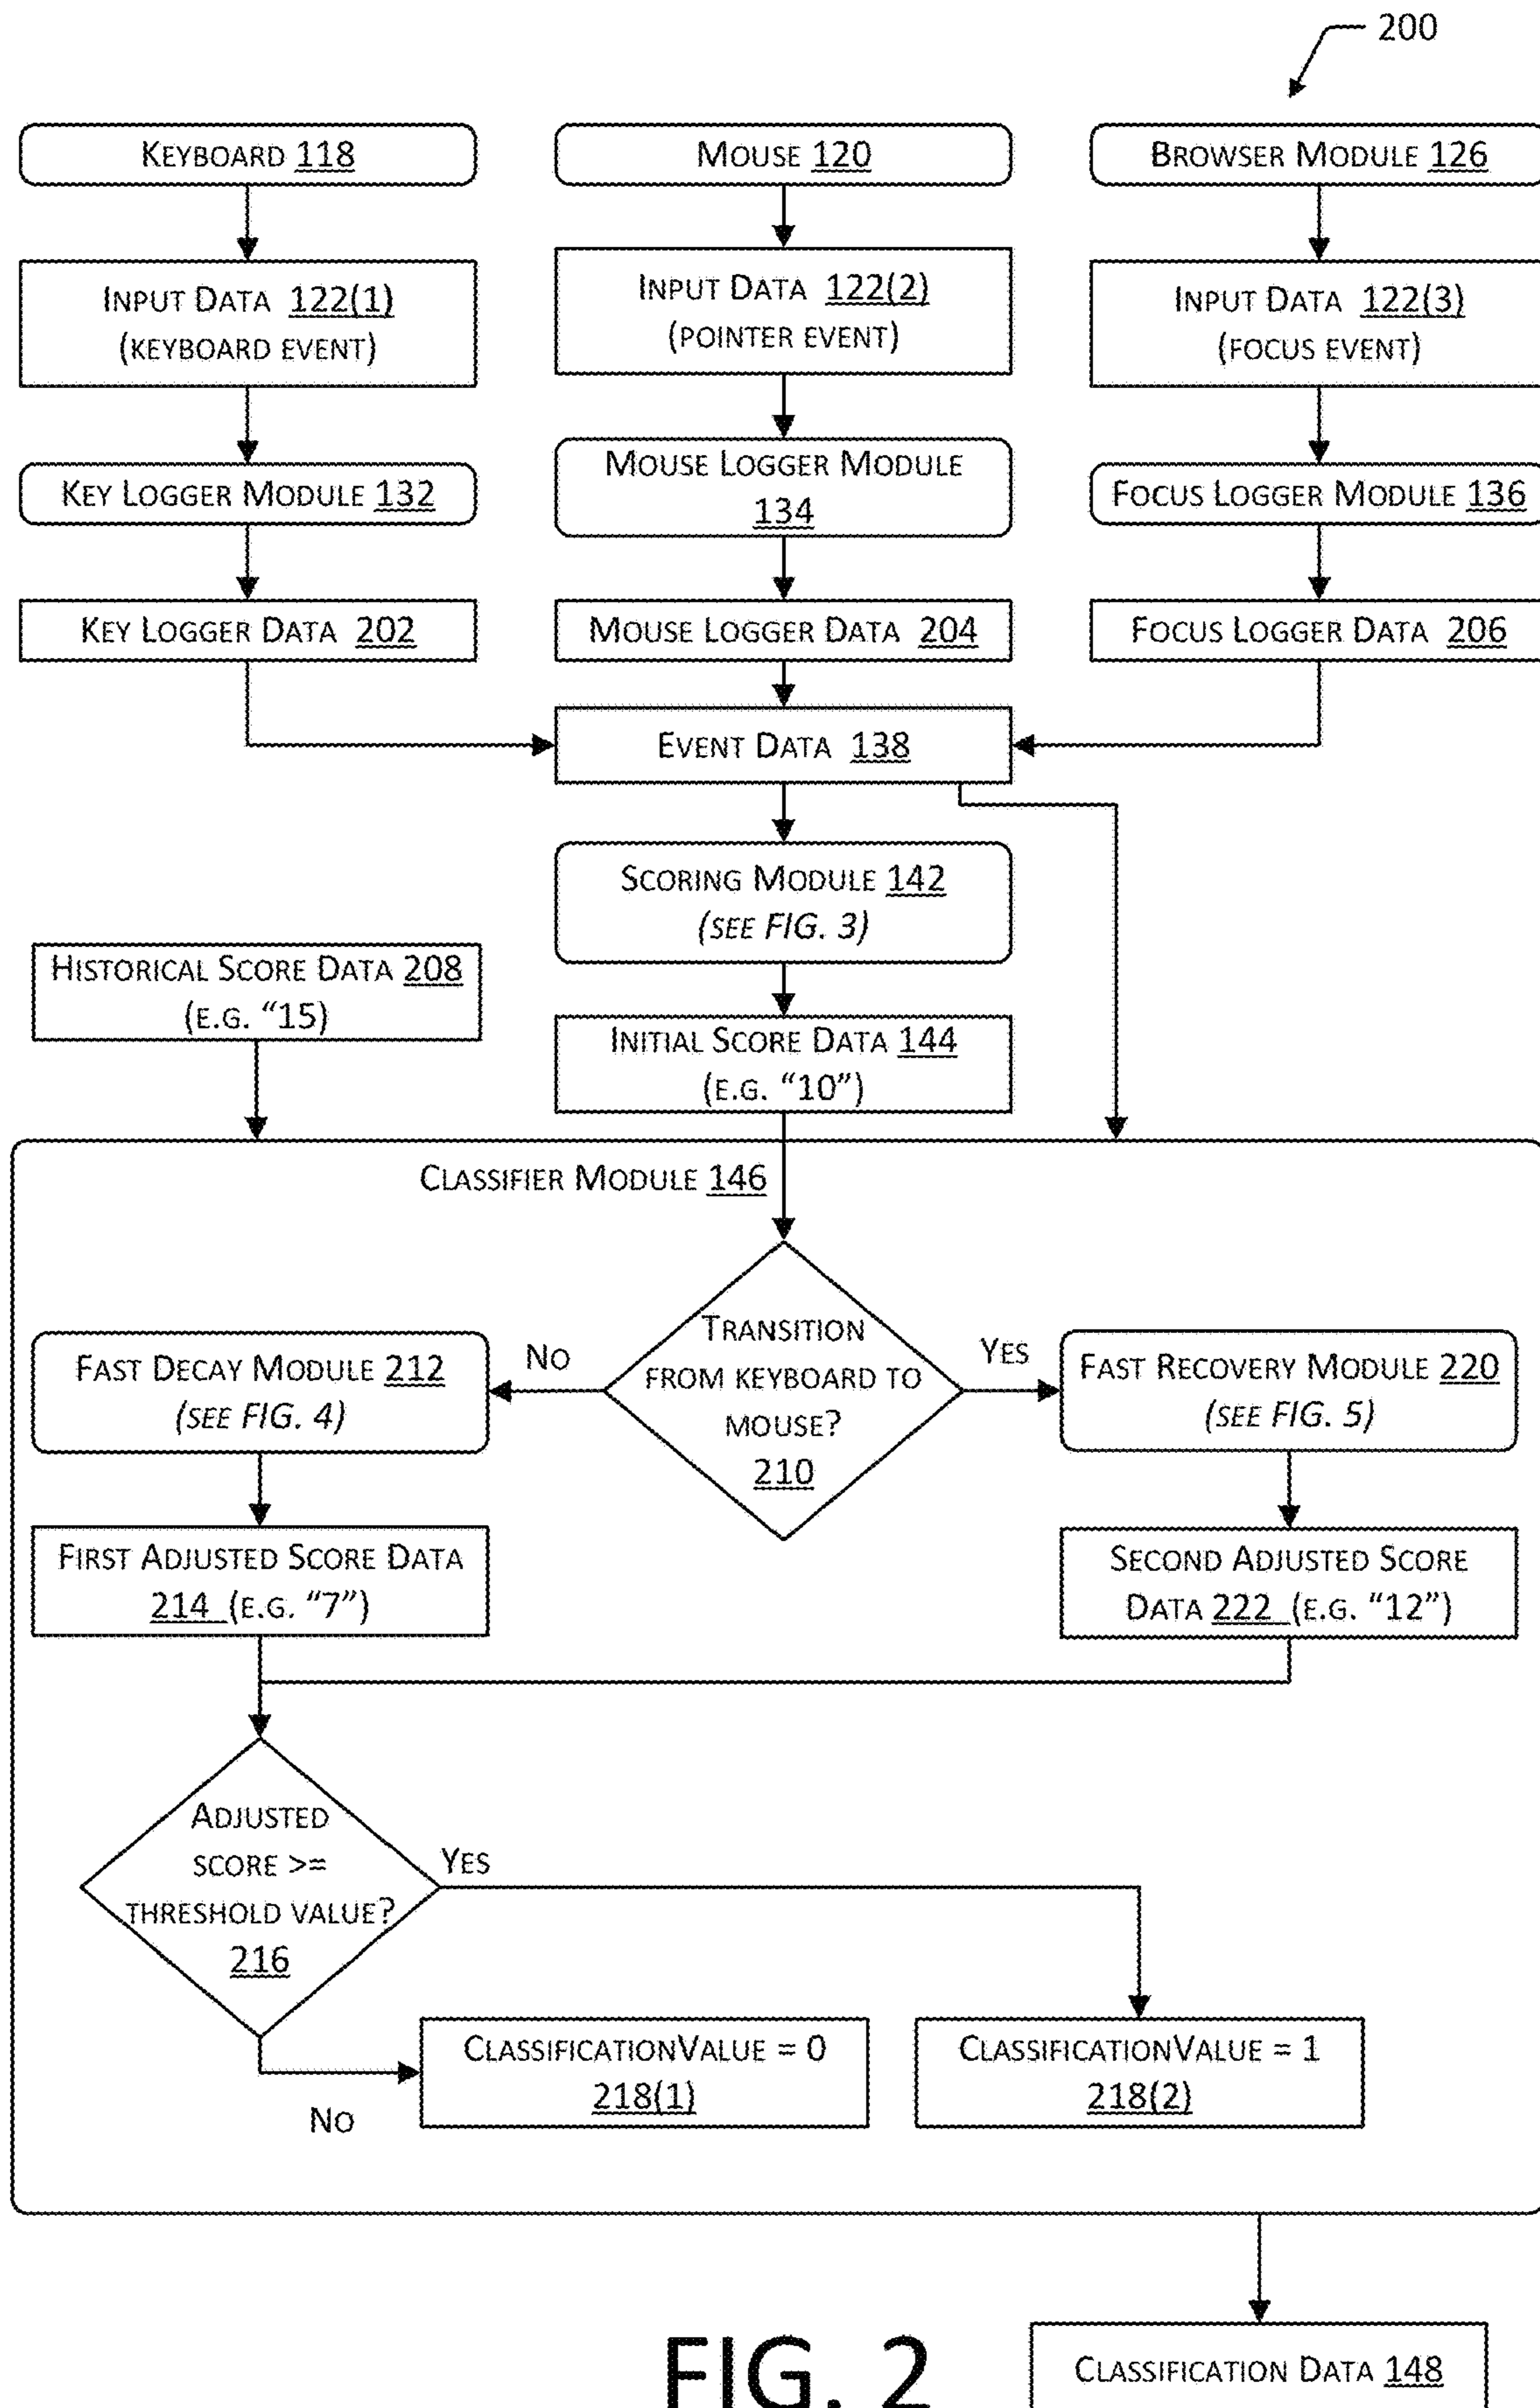 200
KEYBOARD 118
MOUSE 120
BROWSER MODULE 126
INPUT DATA 122(1)
(KEYBOARD EVENT)
INPUT DATA 122(2)
(POINTER EVENT)
INPUT DATA 122(3)
(FOCUS EVENT)
KEY LOGGER MODULE 132
MOUSE LOGGER MODULE
134
FOCUS LOGGER MODULE 136
KEY LOGGER DATA 202
MOUSE LOGGER DATA 204
FOCUS LOGGER DATA 206
EVENT DATA 138
SCORING MODULE 142
(SEE FIG. 3)
HISTORICAL SCORE DATA 208
(E.G. "15)
INITIAL SCORE DATA 144
(E.G. "10")
CLASSIFIER MODULE 146
TRANSITION
FROM KEYBOARD TO
MOUSE?
210
NO
YES
FAST DECAY MODULE 212
(SEE FIG. 4)
FAST RECOVERY MODULE 220
(SEE FIG. 5)
FIRST ADJUSTED SCORE DATA
214 (E.G. "7")
SECOND ADJUSTED SCORE
DATA 222 (E.G. "12")
ADJUSTED
SCORE >=
THRESHOLD VALUE?
216
YES
NO
CLASSIFICATIONVALUE = 0
218(1)
CLASSIFICATIONVALUE = 1
218(2)
CLASSIFICATION DATA 148
FIG. 2